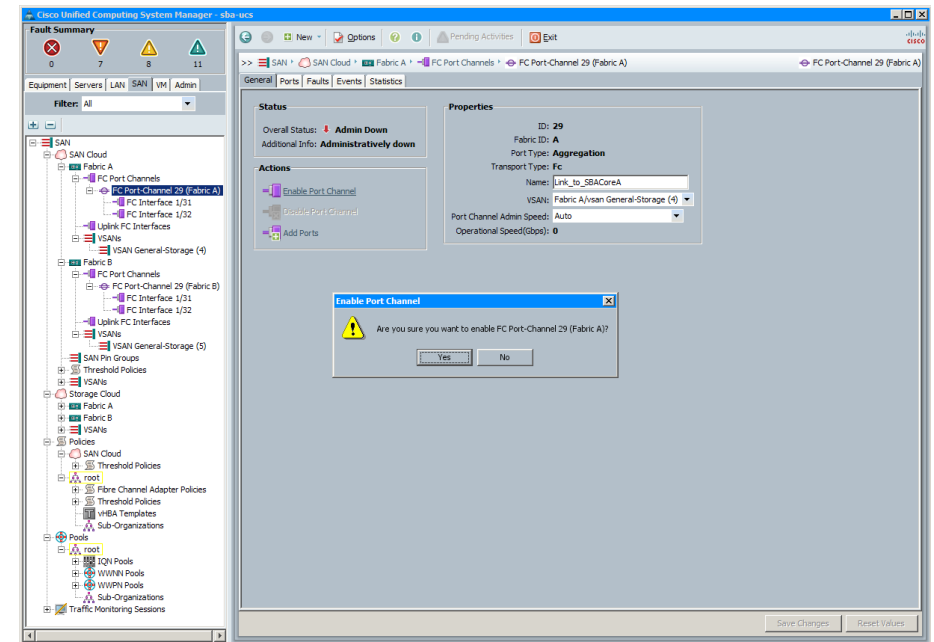 Cisco Unified Computing System Manager - sba-ucs
Fault Summary
0 7 8 11
New Options Pending Activities Exit
cisco
>> SAN SAN Cloud Fabric A FC Port Channels FC Port-Channel 29 (Fabric A) FC Port-Channel 29 (Fabric A)
Equipment Servers LAN SAN VM Admin
Filter: All
General Ports Faults Events Statistics
SAN
SAN Cloud
Fabric A
FC Port Channels
FC Port-Channel 29 (Fabric A)
FC Interface 1/31
FC Interface 1/32
Uplink FC Interfaces
VSANs
VSAN General-Storage (4)
Fabric B
FC Port Channels
FC Port-Channel 29 (Fabric B)
FC Interface 1/31
FC Interface 1/32
Uplink FC Interfaces
VSANs
VSAN General-Storage (5)
SAN Pin Groups
Threshold Policies
VSANs
Storage Cloud
Fabric A
Fabric B
VSANs
Policies
SAN Cloud
Threshold Policies
root
Fibre Channel Adapter Policies
Threshold Policies
vHBA Templates
Sub-Organizations
Pools
root
IQN Pools
WWNN Pools
WWPN Pools
Sub-Organizations
Traffic Monitoring Sessions
Status
Overall Status: Admin Down
Additional Info: Administratively down
Actions
Enable Port Channel
Disable Port Channel
Add Ports
Properties
ID: 29
Fabric ID: A
Port Type: Aggregation
Transport Type: Fc
Name: Link_to_SBACoreA
VSAN: Fabric A/vsan General-Storage (4)
Port Channel Admin Speed: Auto
Operational Speed(Gbps): 0
Enable Port Channel
Are you sure you want to enable FC Port-Channel 29 (Fabric A)?
Yes No
Save Changes Reset Values